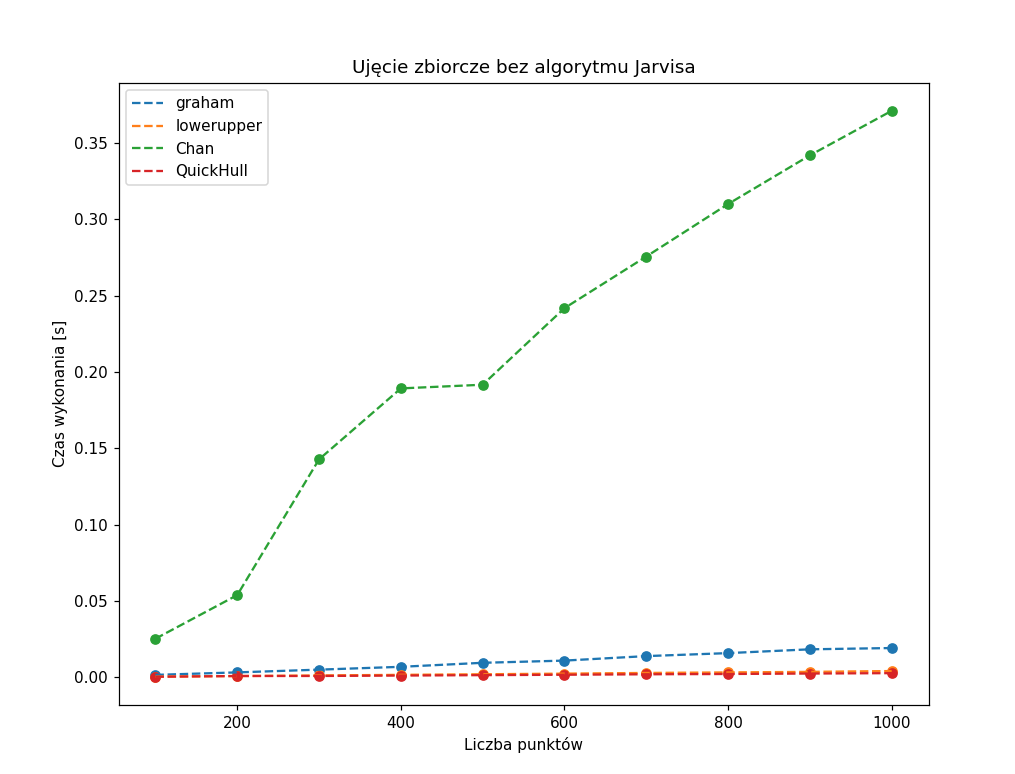 Ujęcie zbiorcze bez algorytmu Jarvisa
graham
lowerupper
Chan
QuickHull
Czas wykonania [s]
0.35
0.30
0.25
0.20
0.15
0.10
0.05
0.00
200
400
600
800
1000
Liczba punktów